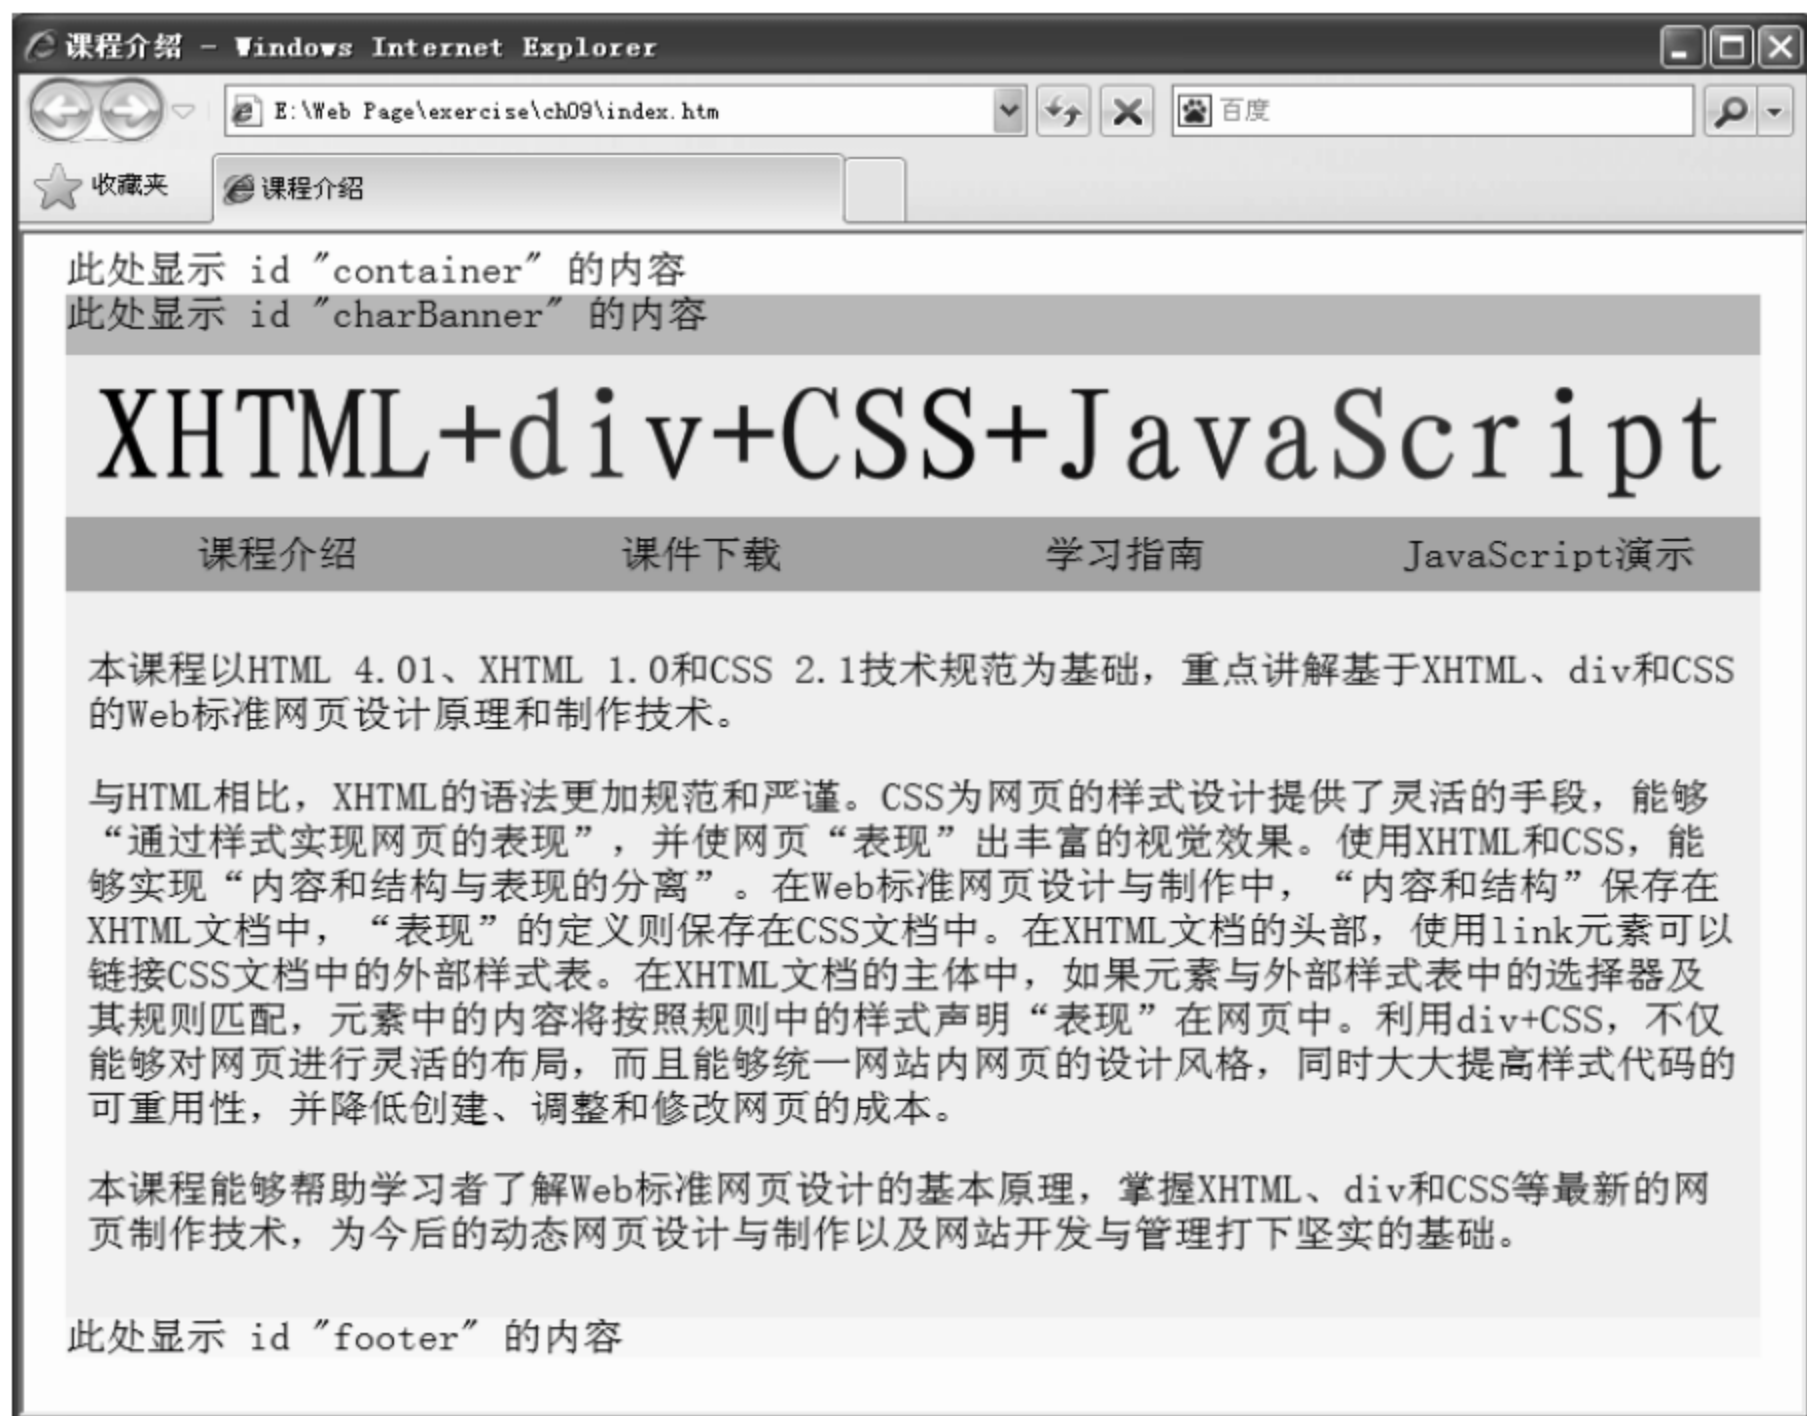 课程介绍 - Windows Internet Explorer
E:\Web Page\exercise\ch09\index.htm
百度
收藏夹
课程介绍
此处显示 id "container" 的内容
此处显示 id "charBanner" 的内容
XHTML+div+CSS+JavaScript
课程介绍 课件下载 学习指南 JavaScript演示
本课程以HTML 4.01、XHTML 1.0和CSS 2.1技术规范为基础，重点讲解基于XHTML、div和CSS
的Web标准网页设计原理和制作技术。
与HTML相比，XHTML的语法更加规范和严谨。CSS为网页的样式设计提供了灵活的手段，能够
“通过样式实现网页的表现”，并使网页“表现”出丰富的视觉效果。使用XHTML和CSS，能
够实现“内容和结构与表现的分离”。在Web标准网页设计与制作中，“内容和结构”保存在
XHTML文档中，“表现”的定义则保存在CSS文档中。在XHTML文档的头部，使用link元素可以
链接CSS文档中的外部样式表。在XHTML文档的主体中，如果元素与外部样式表中的选择器及
其规则匹配，元素中的内容将按照规则中的样式声明“表现”在网页中。利用div+CSS，不仅
能够对网页进行灵活的布局，而且能够统一网站内网页的设计风格，同时大大提高样式代码的
可重用性，并降低创建、调整和修改网页的成本。
本课程能够帮助学习者了解Web标准网页设计的基本原理，掌握XHTML、div和CSS等最新的网
页制作技术，为今后的动态网页设计与制作以及网站开发与管理打下坚实的基础。
此处显示 id "footer" 的内容